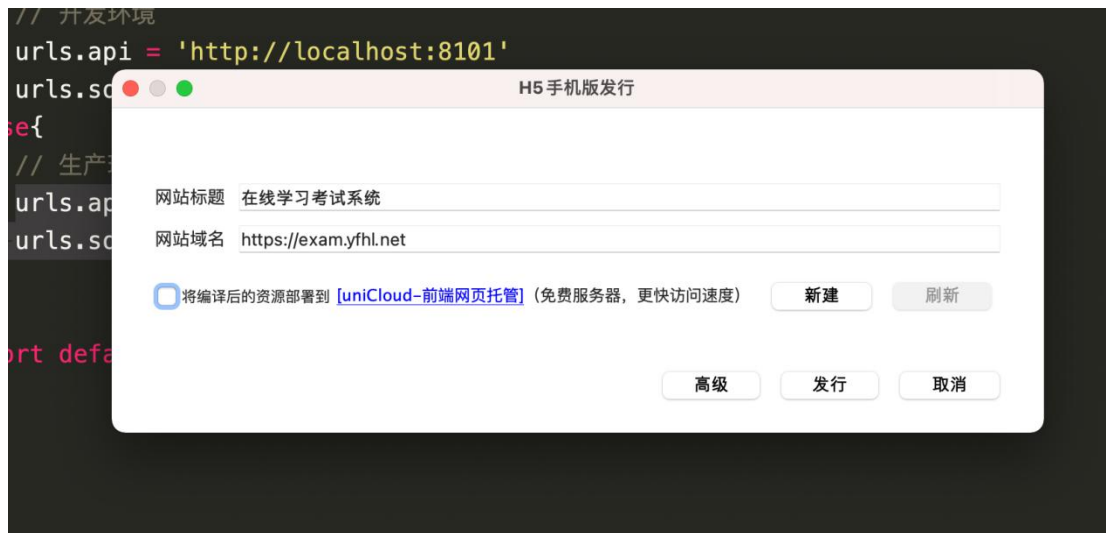 // 开发环境
urls.api = 'http://localhost:8101'
urls.so
H5手机版发行
se{
// 生产
网站标题 在线学习考试系统
urls.ap
网站域名 https://exam.yfhl.net
urls.so
将编译后的资源部署到 [uniCloud-前端网页托管]（免费服务器，更快访问速度） 新建 刷新
ort defa
高级 发行 取消